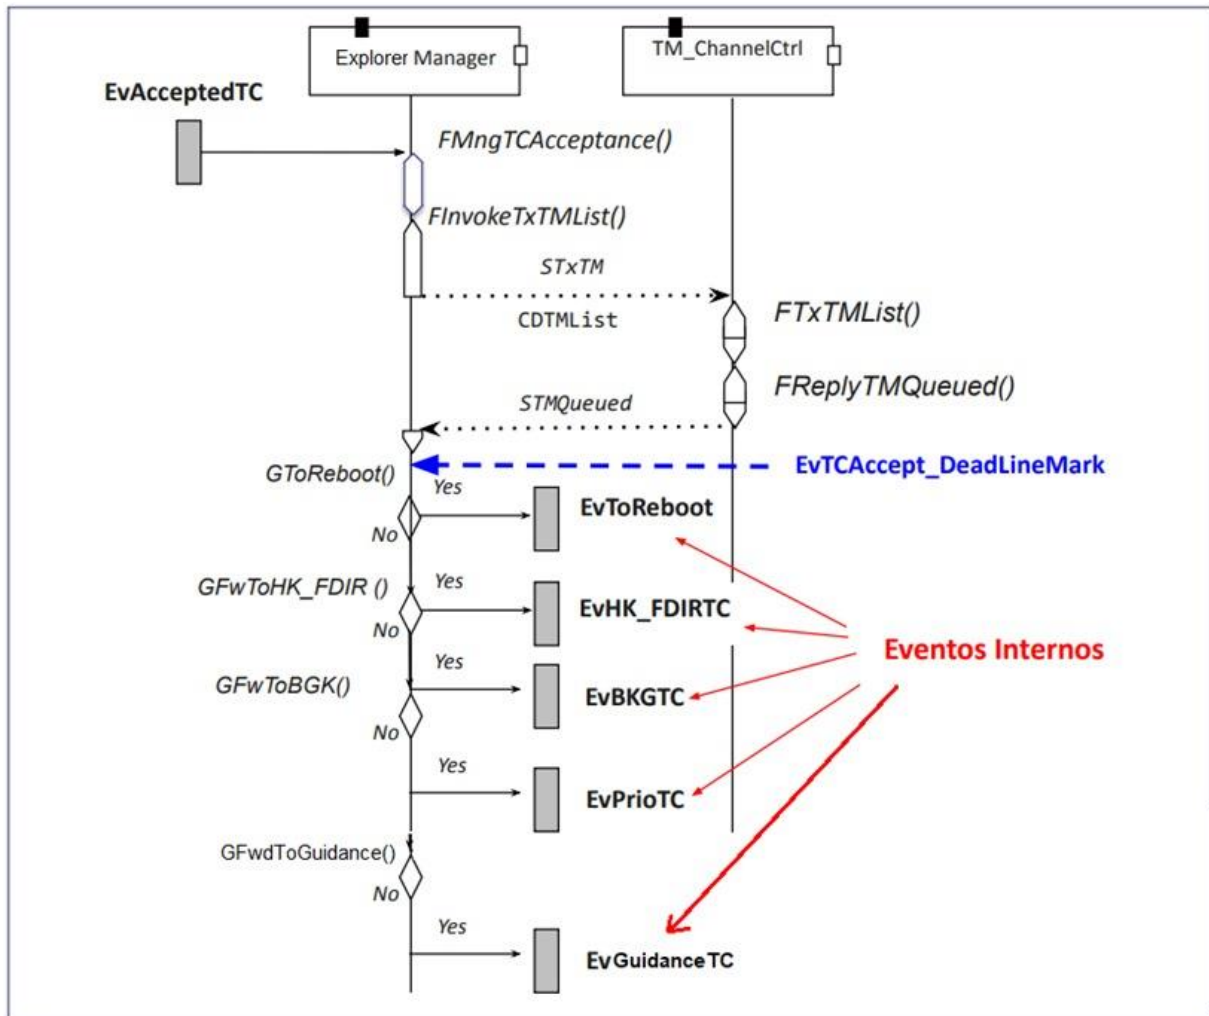 Explorer Manager
TM_ChannelCtrl
EvAcceptedTC
FMngTCAcceptance()
FInvokeTxTMList()
STxTM
CDTMList
FTxTMList()
FReplyTMQueued()
STMQueued
GToReboot()
EvTCAccept_DeadLineMark
Yes
EvToReboot
No
GFwToHK_FDIR ()
Yes
EvHK_FDIRTC
No
Eventos Internos
GFwToBGK()
Yes
EvBKGTC
No
Yes
EvPrioTC
GFwdToGuidance()
No
Yes
EvGuidanceTC